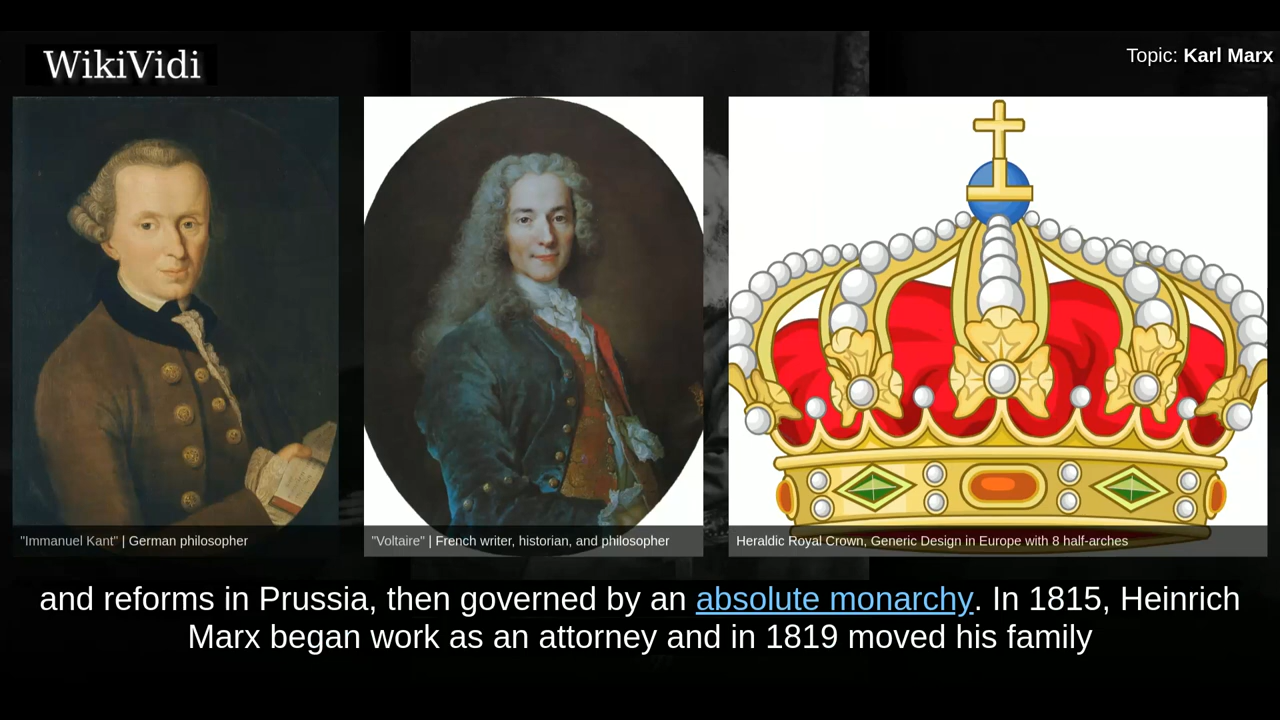 WikiVidi
Topic: Karl Marx
"Immanuel Kant" | German philosopher
"Voltaire" | French writer, historian, and philosopher
Heraldic Royal Crown, Generic Design in Europe with 8 half-arches
and reforms in Prussia, then governed by an absolute monarchy. In 1815, Heinrich
Marx began work as an attorney and in 1819 moved his family